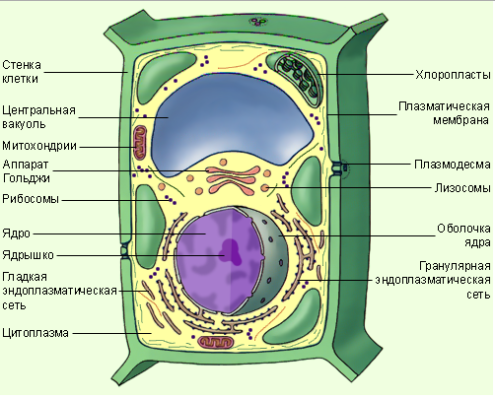 Стенка
клетки
Центральная
вакуоль
Митохондрии
Аппарат
Гольджи
Рибосомы
Ядро
Ядрышко
Гладкая
эндоплазматическая
сеть
Цитоплазма
Хлоропласты
Плазматическая
мембрана
Плазмодесма
Лизосомы
Оболочка
ядра
Гранулярная
эндоплазматическая
сеть